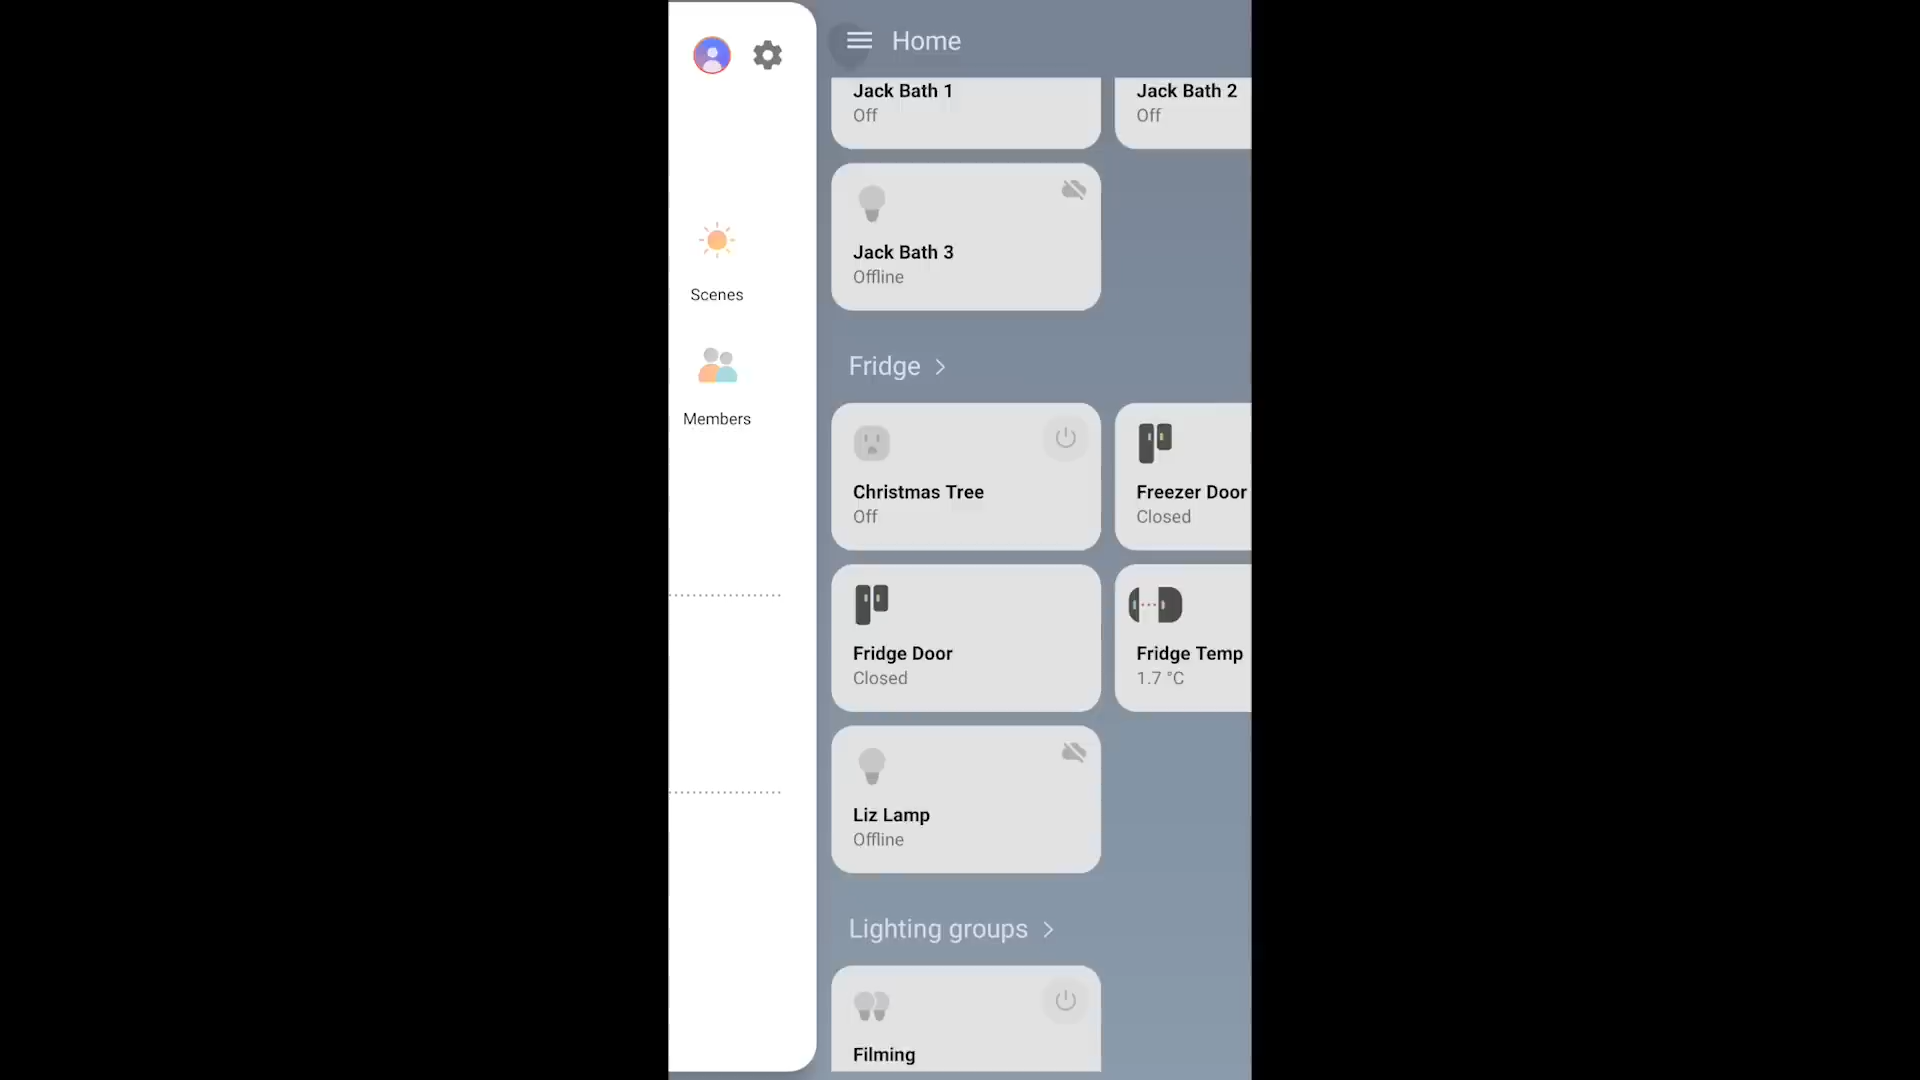 Home
Jack Bath 1
Off
Jack Bath 2
Off
Scenes
Members
Jack Bath 3
Offline
Fridge
Christmas Tree
Off
Freezer Door
Closed
Fridge Door
Closed
Fridge Temp
1.7 °C
Liz Lamp
Offline
Lighting groups
Filming